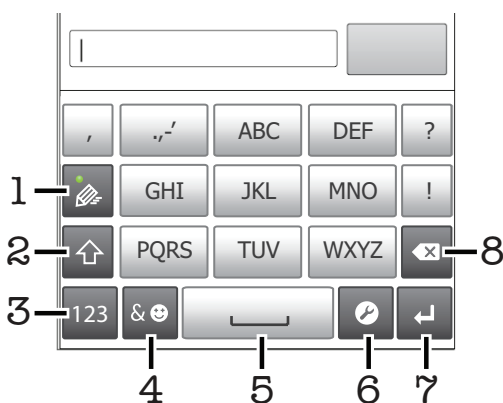 , .,-′ ABC DEF ?
1 GHI JKL MNO !
2 PQRS TUV WXYZ 8
3 123 &
4 5 6 7